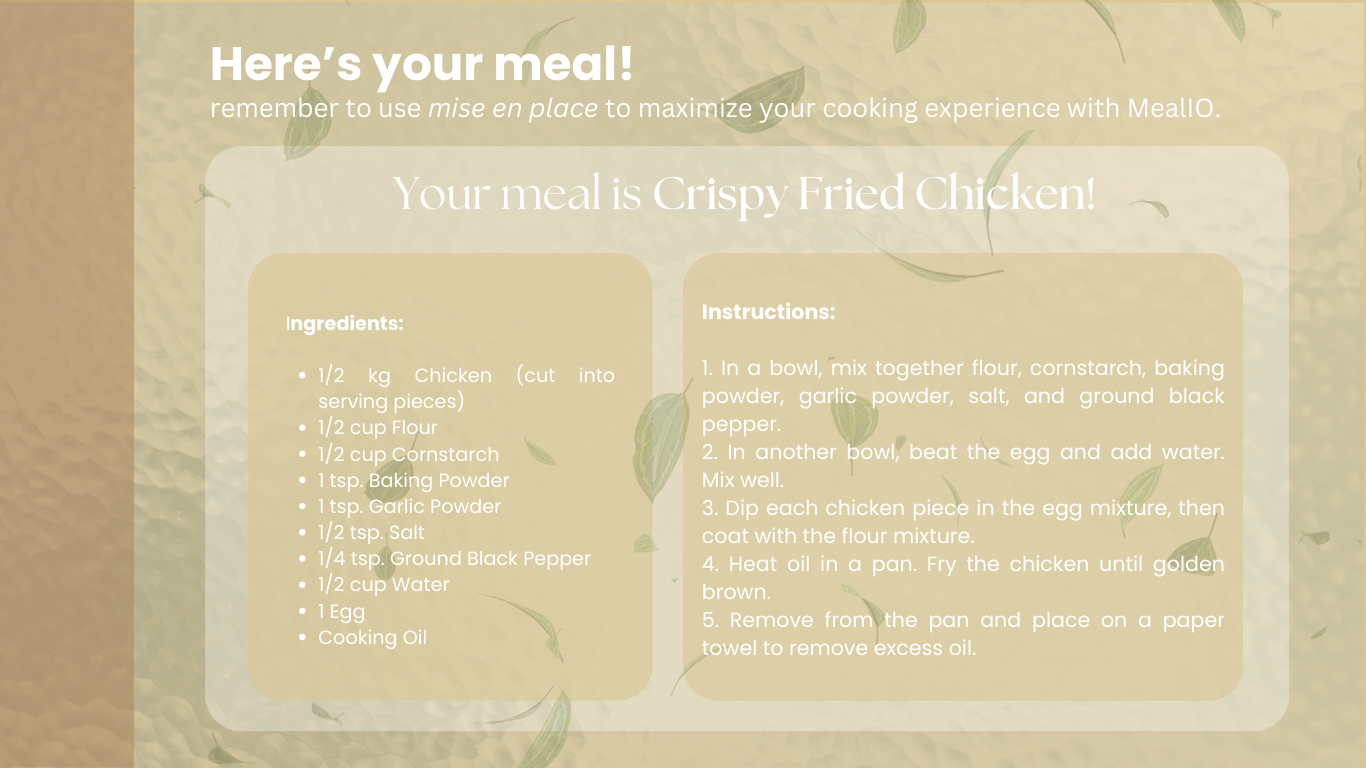 Here’s your meal!
remember to use mise en place to maximize your cooking experience with MealIO.
Your meal is Crispy Fried Chicken!
Ingredients:
• 1/2 kg Chicken (cut into
serving pieces)
• 1/2 cup Flour
• 1/2 cup Cornstarch
• 1 tsp. Baking Powder
• 1 tsp. Garlic Powder
• 1/2 tsp. Salt
• 1/4 tsp. Ground Black Pepper
• 1/2 cup Water
• 1 Egg
• Cooking Oil
Instructions:
1. In a bowl, mix together flour, cornstarch, baking
powder, garlic powder, salt, and ground black
pepper.
2. In another bowl, beat the egg and add water.
Mix well.
3. Dip each chicken piece in the egg mixture, then
coat with the flour mixture.
4. Heat oil in a pan. Fry the chicken until golden
brown.
5. Remove from the pan and place on a paper
towel to remove excess oil.